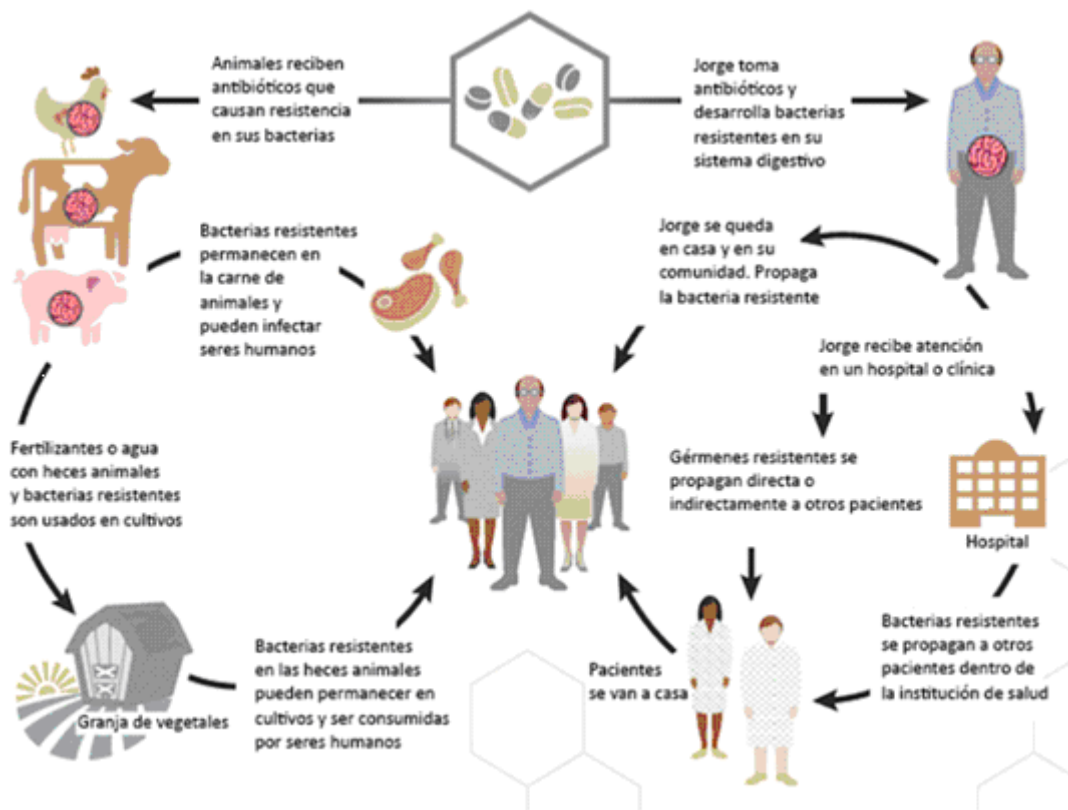 Animales reciben
antibióticos que
causan resistencia
en sus bacterias
Jorge toma
antibióticos y
desarrolla bacterias
resistentes en su
sistema digestivo
Bacterias resistentes
permanecen en
la carne de
animales y
pueden infectar
seres humanos
Jorge se queda
en casa y en su
comunidad. Propaga
la bacteria resistente
Jorge recibe atención
en un hospital o clínica
Fertilizantes o agua
con heces animales
y bacterias resistentes
son usados en cultivos
Gérmenes resistentes se
propagan directa o
indirectamente a otros pacientes
Hospital
Granja de vegetales
Bacterias resistentes
en las heces animales
pueden permanecer en
cultivos y ser consumidas
por seres humanos
Pacientes
se van a casa
Bacterias resistentes
se propagan a otros
pacientes dentro de
la institución de salud